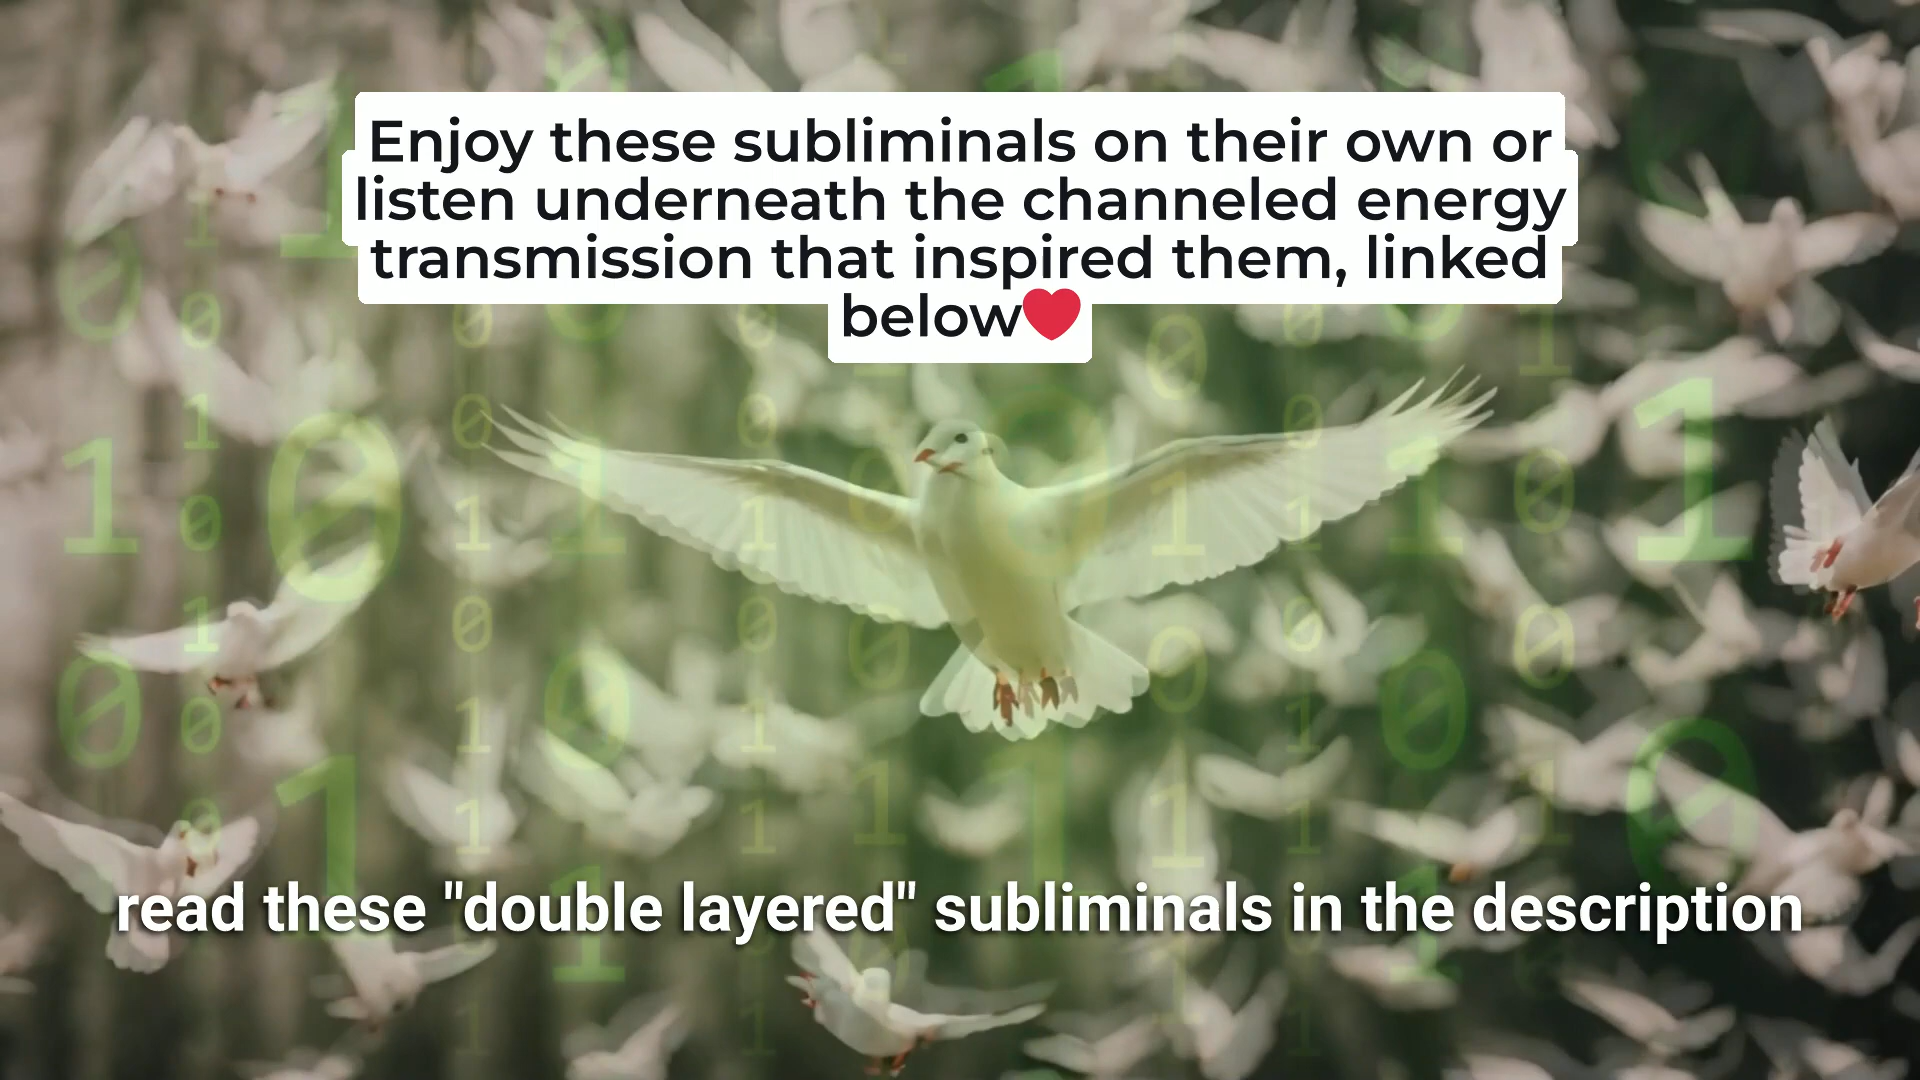 Enjoy these subliminals on their own or
listen underneath the channeled energy
transmission that inspired them, linked
below❤️
read these "double layered" subliminals in the description